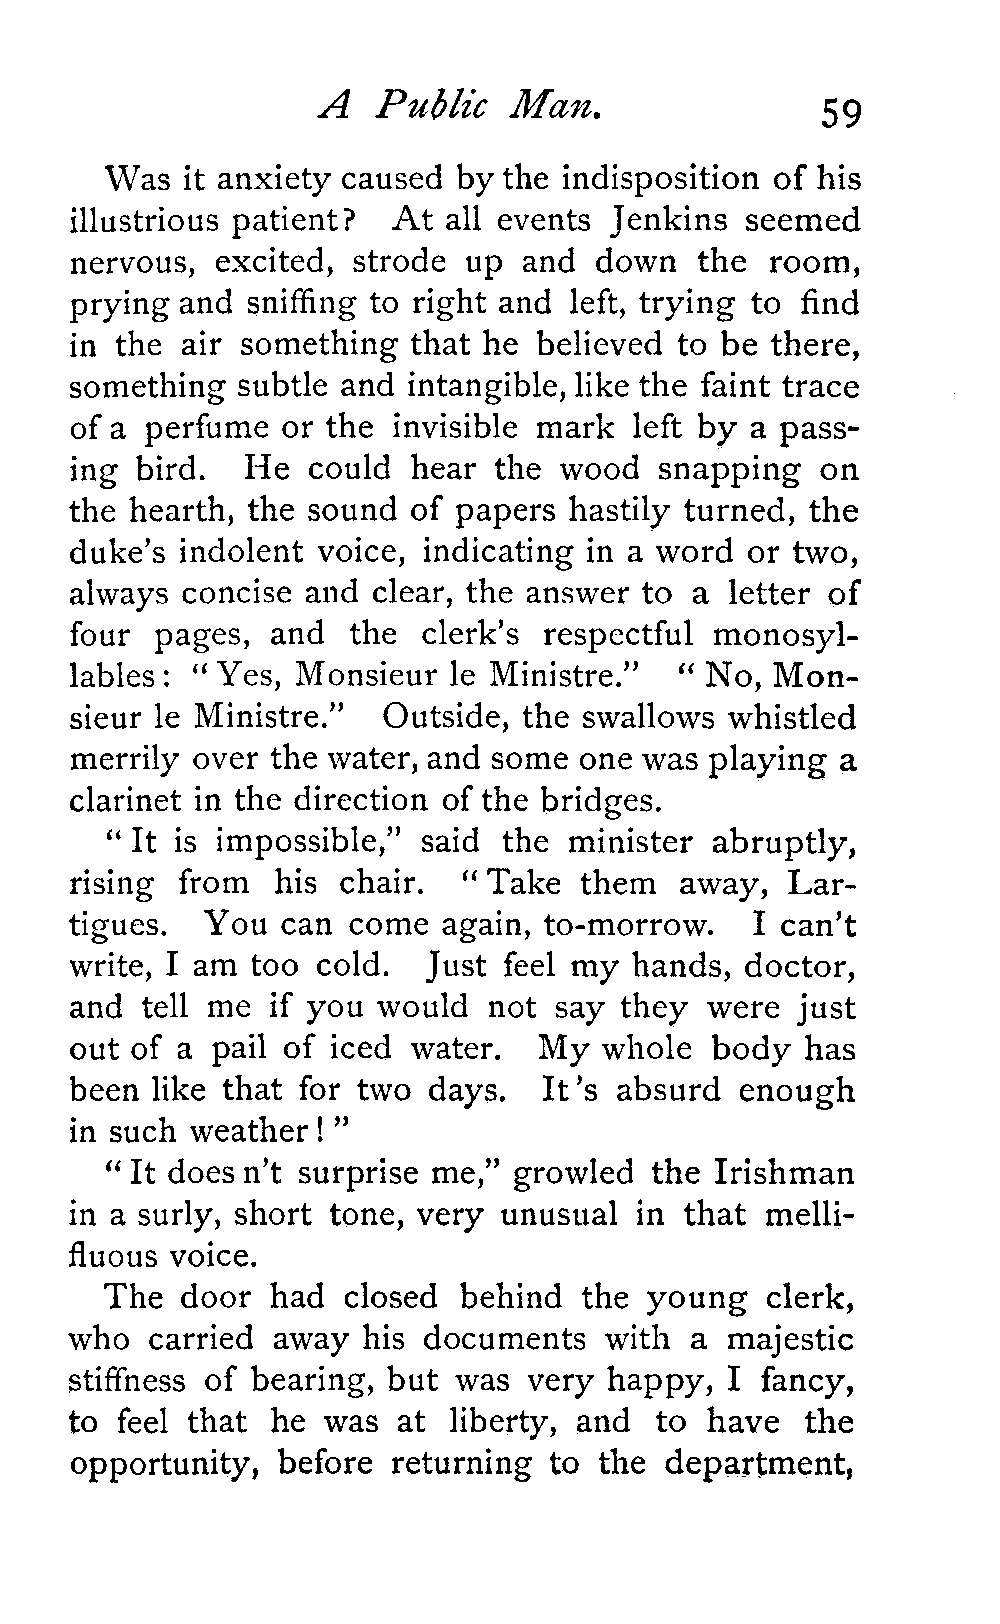 A Public Man. 59
Was it anxiety caused by the indisposition of his
illustrious patient? At all events Jenkins seemed
nervous, excited, strode up and down the room,
prying and sniffing to right and left, trying to find
in the air something that he believed to be there,
something subtle and intangible, like the faint trace
of a perfume or the invisible mark left by a pass-
ing bird. He could hear the wood snapping on
the hearth, the sound of papers hastily turned, the
duke's indolent voice, indicating in a word or two,
always concise and clear, the answer to a letter of
four pages, and the clerk's respectful monosyl-
lables: "Yes, Monsieur le Ministre." "No, Mon-
sieur le Ministre." Outside, the swallows whistled
merrily over the water, and some one was playing a
clarinet in the direction of the bridges.
"It is impossible," said the minister abruptly,
rising from his chair. "Take them away, Lar-
tigues. You can come again, to-morrow. I can't
write, I am too cold. Just feel my hands, doctor,
and tell me if you would not say they were just
out of a pail of iced water. My whole body has
been like that for two days. It's absurd enough
in such weather!"
"It does n't surprise me," growled the Irishman
in a surly, short tone, very unusual in that melli-
fluous voice.
The door had closed behind the young clerk,
who carried away his documents with a majestic
stiffness of bearing, but was very happy, I fancy,
to feel that he was at liberty, and to have the
opportunity, before returning to the department,